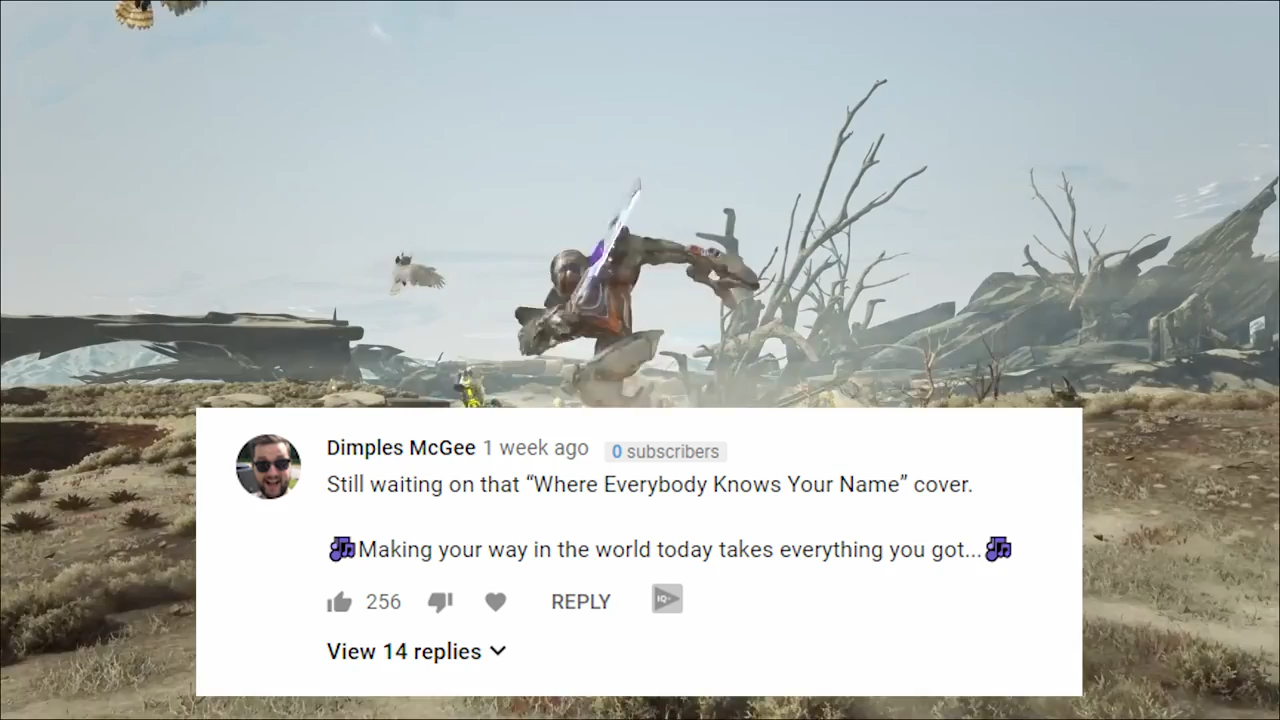 Dimples McGee 1 week ago 0 subscribers
Still waiting on that “Where Everybody Knows Your Name” cover.
Making your way in the world today takes everything you got...
256 REPLY IQ
View 14 replies